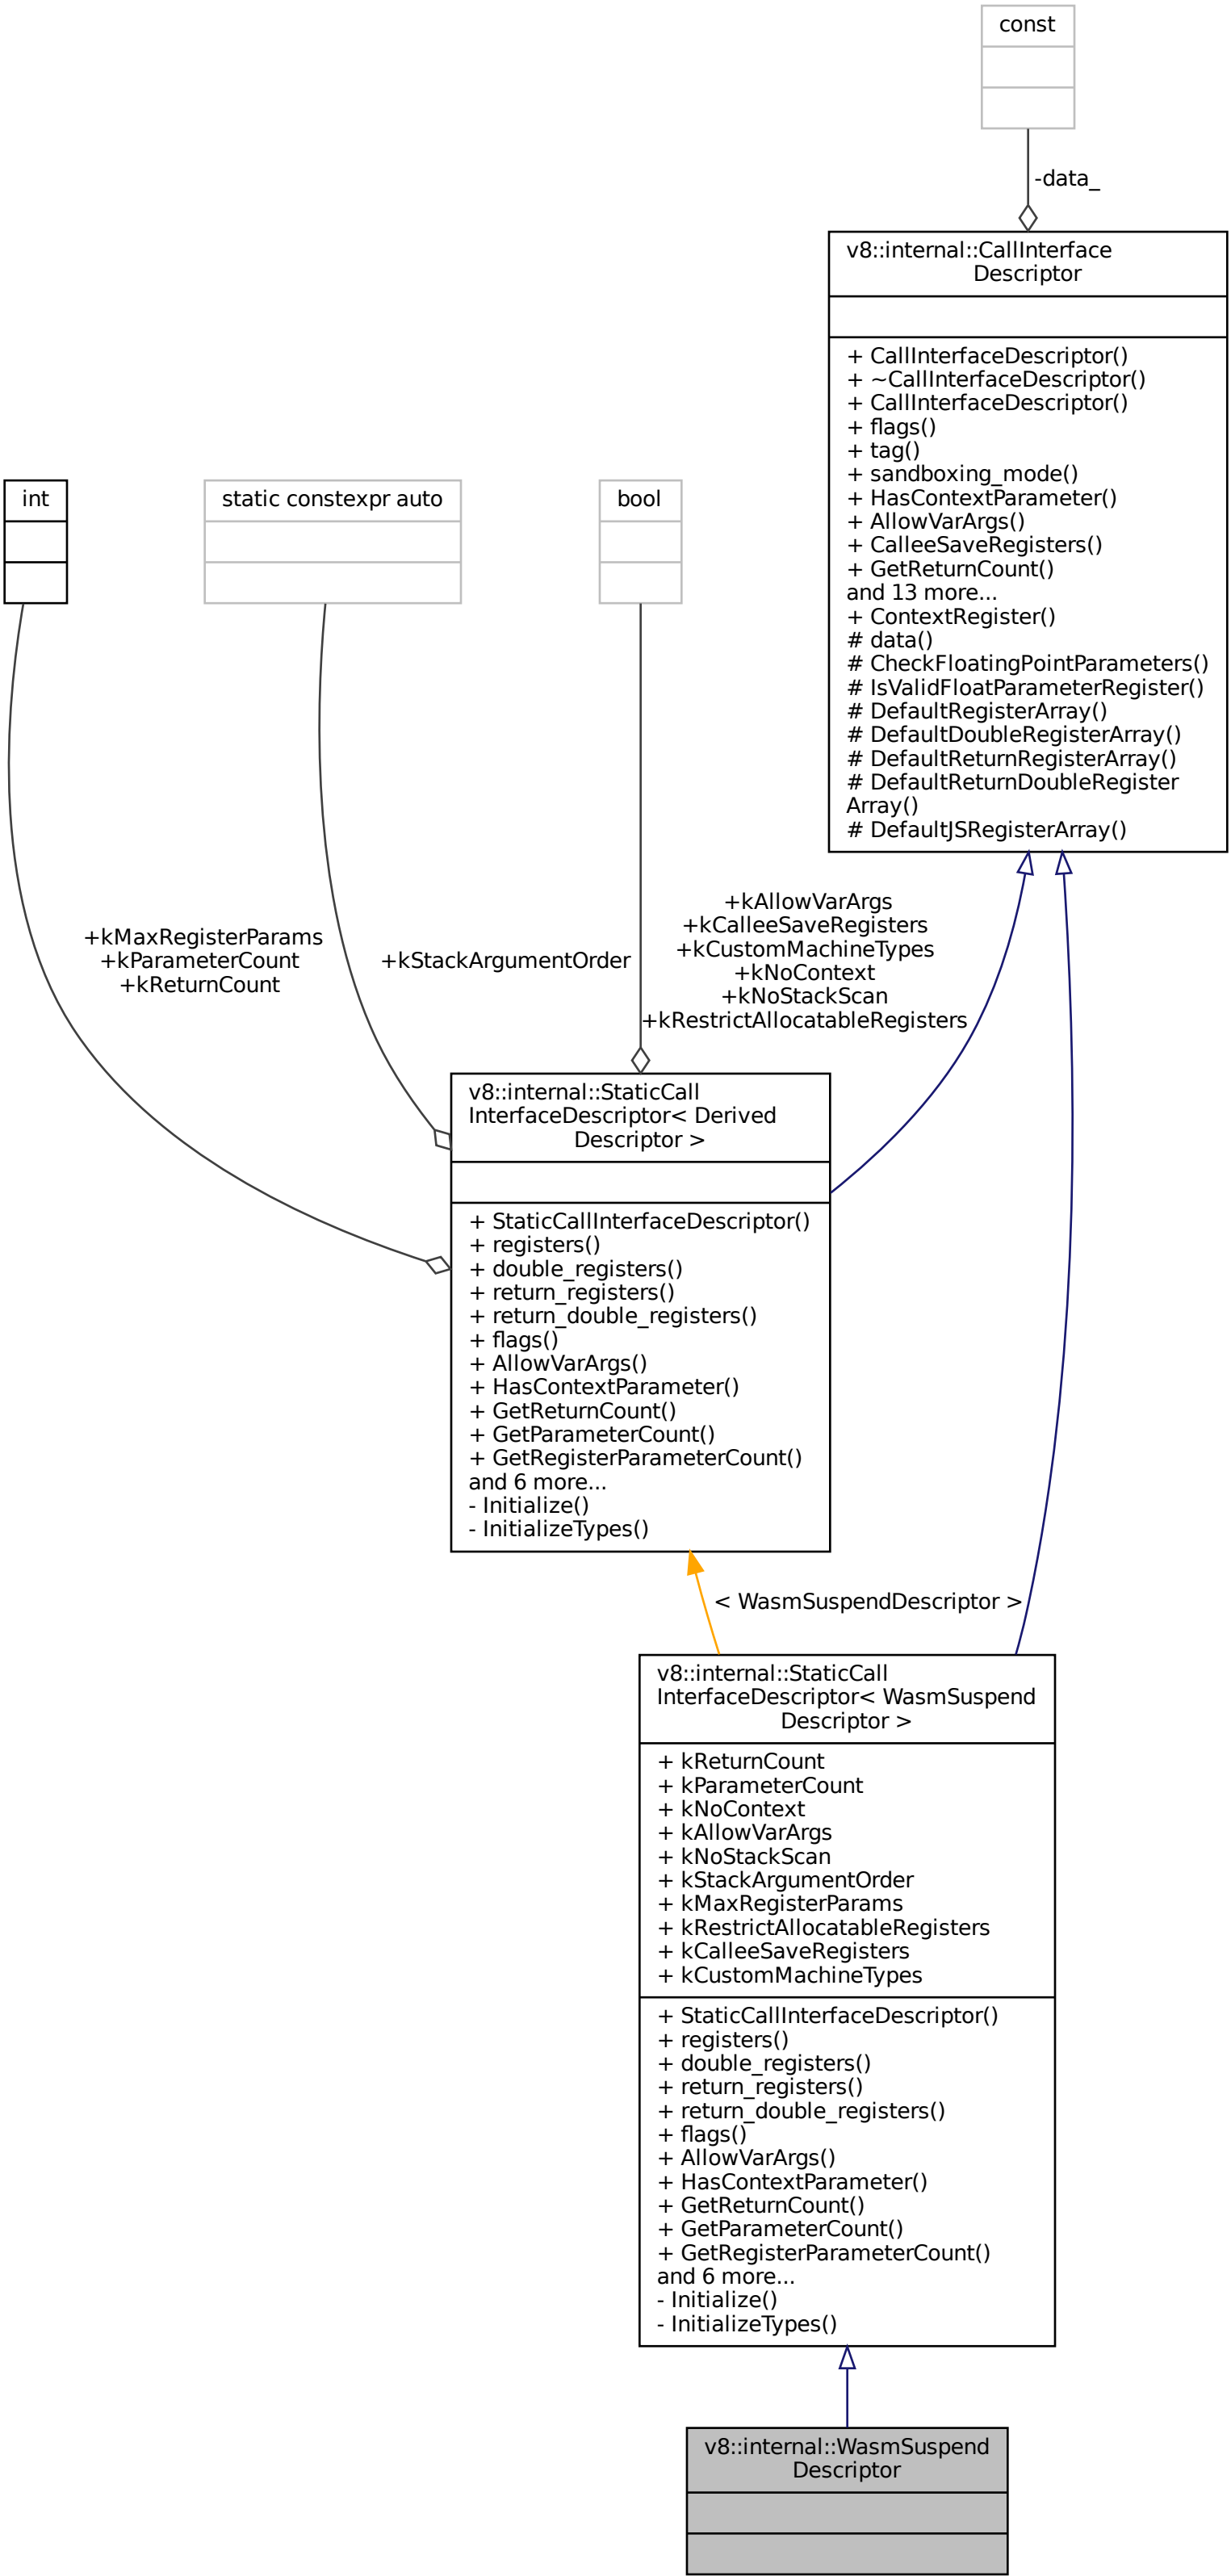 const
-data_
v8::internal::CallInterface
Descriptor
+ CallInterfaceDescriptor()
+ ~CallInterfaceDescriptor()
+ CallInterfaceDescriptor()
+ flags()
+ tag()
+ sandboxing_mode()
+ HasContextParameter()
+ AllowVarArgs()
+ CalleeSaveRegisters()
+ GetReturnCount()
and 13 more...
+ ContextRegister()
# data()
# CheckFloatingPointParameters()
# IsValidFloatParameterRegister()
# DefaultRegisterArray()
# DefaultDoubleRegisterArray()
# DefaultReturnRegisterArray()
# DefaultReturnDoubleRegister
Array()
# DefaultJSRegisterArray()
int
static constexpr auto
bool
+kMaxRegisterParams
+kParameterCount
+kReturnCount
+kStackArgumentOrder
+kAllowVarArgs
+kCalleeSaveRegisters
+kCustomMachineTypes
+kNoContext
+kNoStackScan
+kRestrictAllocatableRegisters
v8::internal::StaticCall
InterfaceDescriptor< Derived
Descriptor >
+ StaticCallInterfaceDescriptor()
+ registers()
+ double_registers()
+ return_registers()
+ return_double_registers()
+ flags()
+ AllowVarArgs()
+ HasContextParameter()
+ GetReturnCount()
+ GetParameterCount()
+ GetRegisterParameterCount()
and 6 more...
- Initialize()
- InitializeTypes()
< WasmSuspendDescriptor >
v8::internal::StaticCall
InterfaceDescriptor< WasmSuspend
Descriptor >
+ kReturnCount
+ kParameterCount
+ kNoContext
+ kAllowVarArgs
+ kNoStackScan
+ kStackArgumentOrder
+ kMaxRegisterParams
+ kRestrictAllocatableRegisters
+ kCalleeSaveRegisters
+ kCustomMachineTypes
+ StaticCallInterfaceDescriptor()
+ registers()
+ double_registers()
+ return_registers()
+ return_double_registers()
+ flags()
+ AllowVarArgs()
+ HasContextParameter()
+ GetReturnCount()
+ GetParameterCount()
+ GetRegisterParameterCount()
and 6 more...
- Initialize()
- InitializeTypes()
v8::internal::WasmSuspend
Descriptor